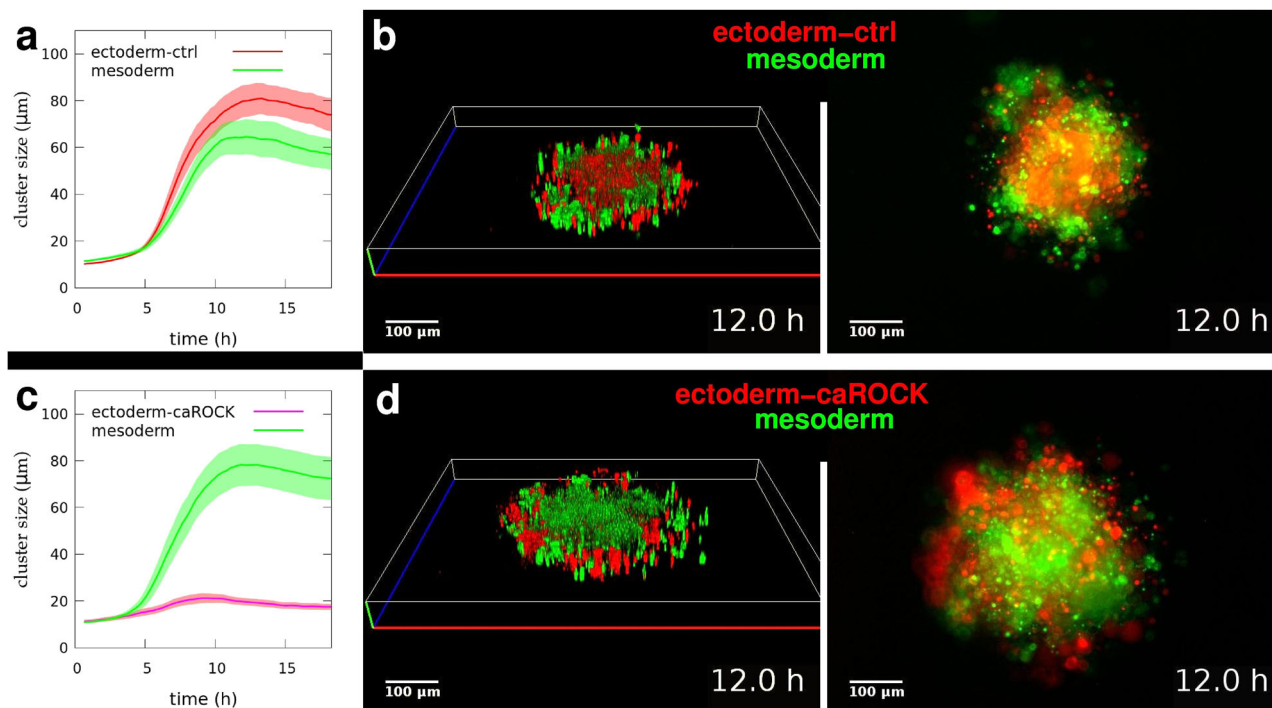 a
ectoderm-ctrl
mesoderm
cluster size (μm)
100
80
60
40
20
0
0 5 10 15
time (h)
b
ectoderm-ctrl
mesoderm
100 μm
12.0 h
100 μm
12.0 h
c
ectoderm-caROCK
mesoderm
cluster size (μm)
100
80
60
40
20
0
0 5 10 15
time (h)
d
ectoderm-caROCK
mesoderm
100 μm
12.0 h
100 μm
12.0 h